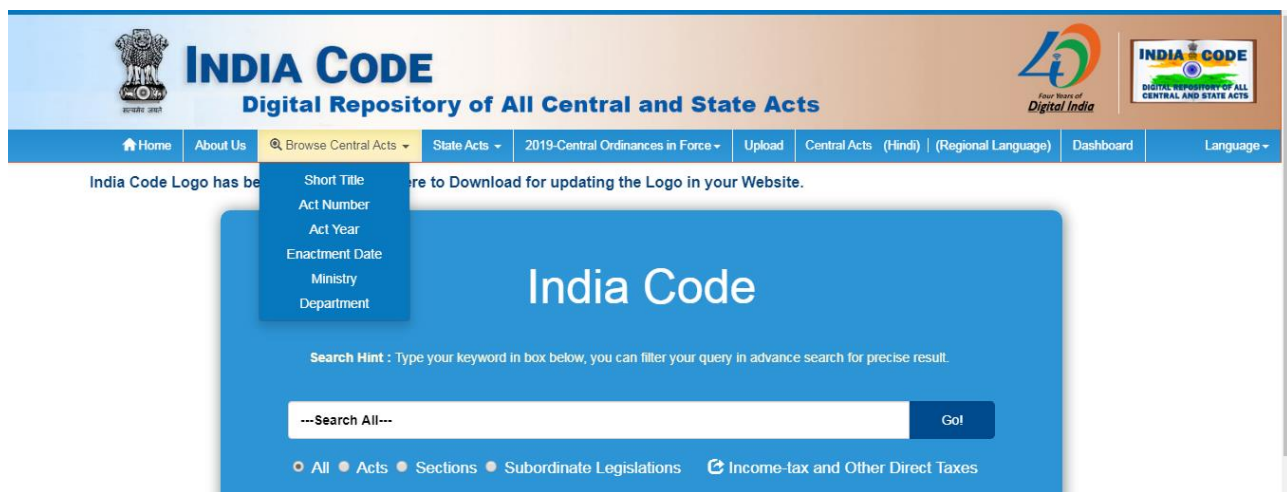 सत्यमेव जयते
INDIA CODE
Digital Repository of All Central and State Acts
Four Years of
Digital India
INDIA CODE
DIGITAL REPOSITORY OF ALL
CENTRAL AND STATE ACTS
Home About Us Browse Central Acts State Acts 2019-Central Ordinances in Force Upload Central Acts (Hindi) | (Regional Language) Dashboard Language
India Code Logo has be re to Download for updating the Logo in your Website.
Short Title
Act Number
Act Year
Enactment Date
Ministry
Department
India Code
Search Hint : Type your keyword in box below, you can filter your query in advance search for precise result.
---Search All--- Go!
All Acts Sections Subordinate Legislations Income-tax and Other Direct Taxes